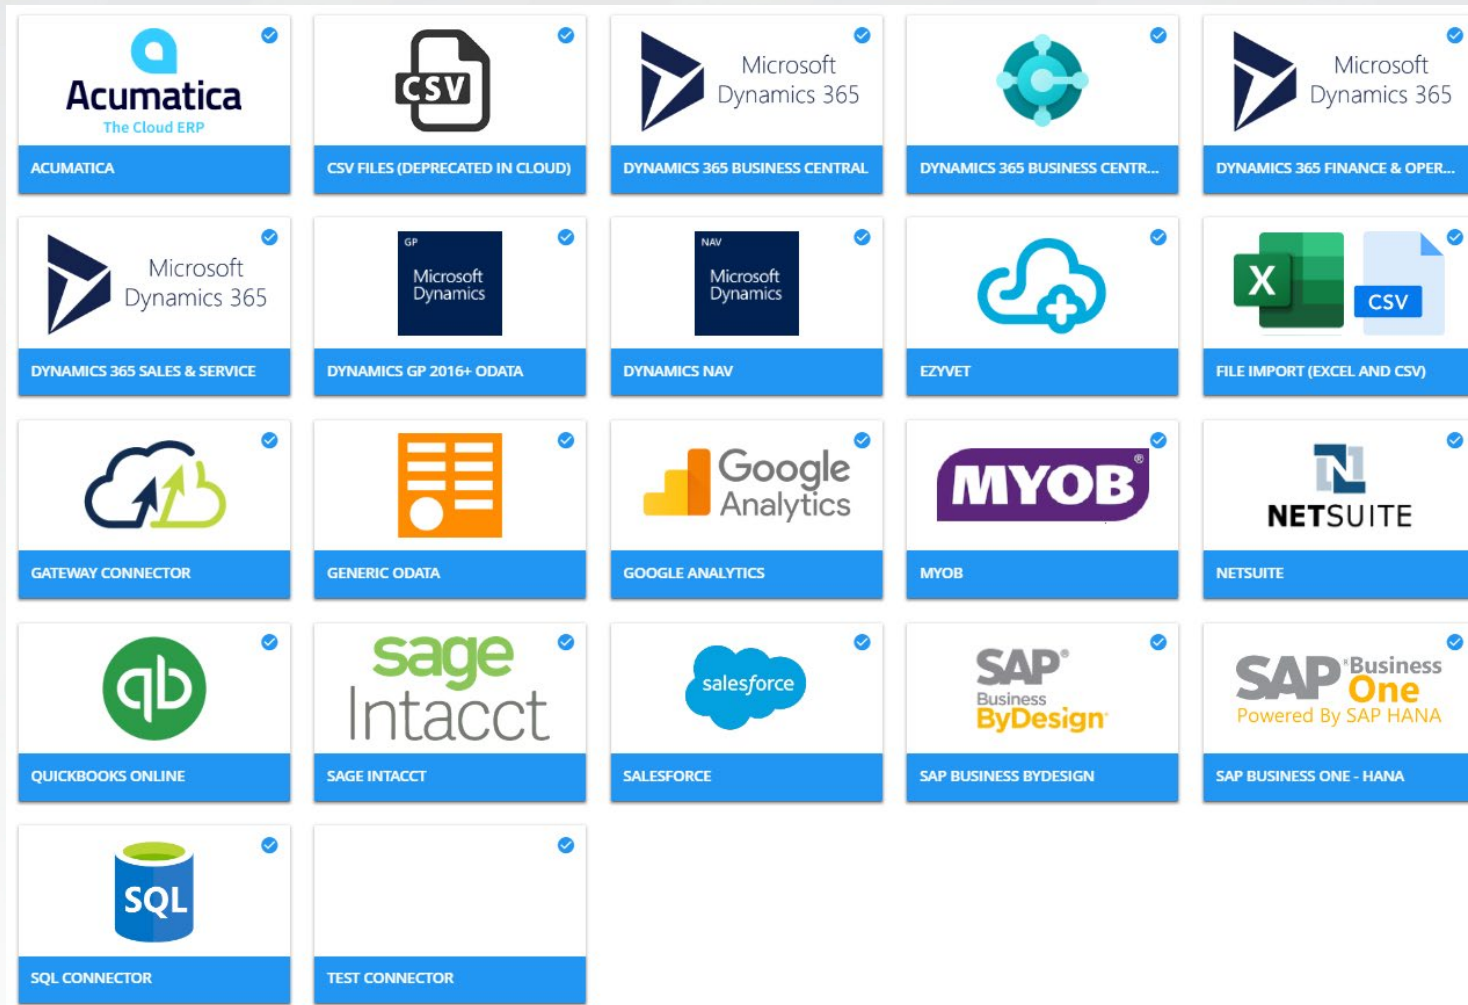 Acumatica
The Cloud ERP
ACUMATICA
CSV
CSV FILES (DEPRECATED IN CLOUD)
Microsoft
Dynamics 365
DYNAMICS 365 BUSINESS CENTRAL
DYNAMICS 365 BUSINESS CENTR...
Microsoft
Dynamics 365
DYNAMICS 365 FINANCE & OPER...
Microsoft
Dynamics 365
DYNAMICS 365 SALES & SERVICE
GP
Microsoft
Dynamics
DYNAMICS GP 2016+ ODATA
NAV
Microsoft
Dynamics
DYNAMICS NAV
EZYVET
X
CSV
FILE IMPORT (EXCEL AND CSV)
GATEWAY CONNECTOR
GENERIC ODATA
Google
Analytics
GOOGLE ANALYTICS
MYOB®
MYOB
N
NETSUITE
NETSUITE
qb
QUICKBOOKS ONLINE
sage
Intacct
SAGE INTACCT
salesforce
SALESFORCE
SAP®
Business
ByDesign
SAP BUSINESS BYDESIGN
SAP Business
One
Powered By SAP HANA
SAP BUSINESS ONE - HANA
SQL
SQL CONNECTOR
TEST CONNECTOR